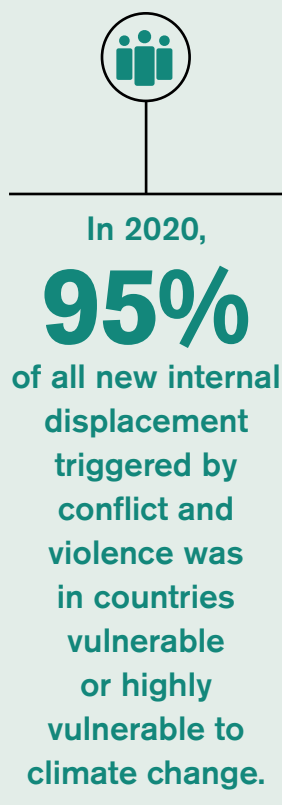 In 2020,
95%
of all new internal
displacement
triggered by
conflict and
violence was
in countries
vulnerable
or highly
vulnerable to
climate change.